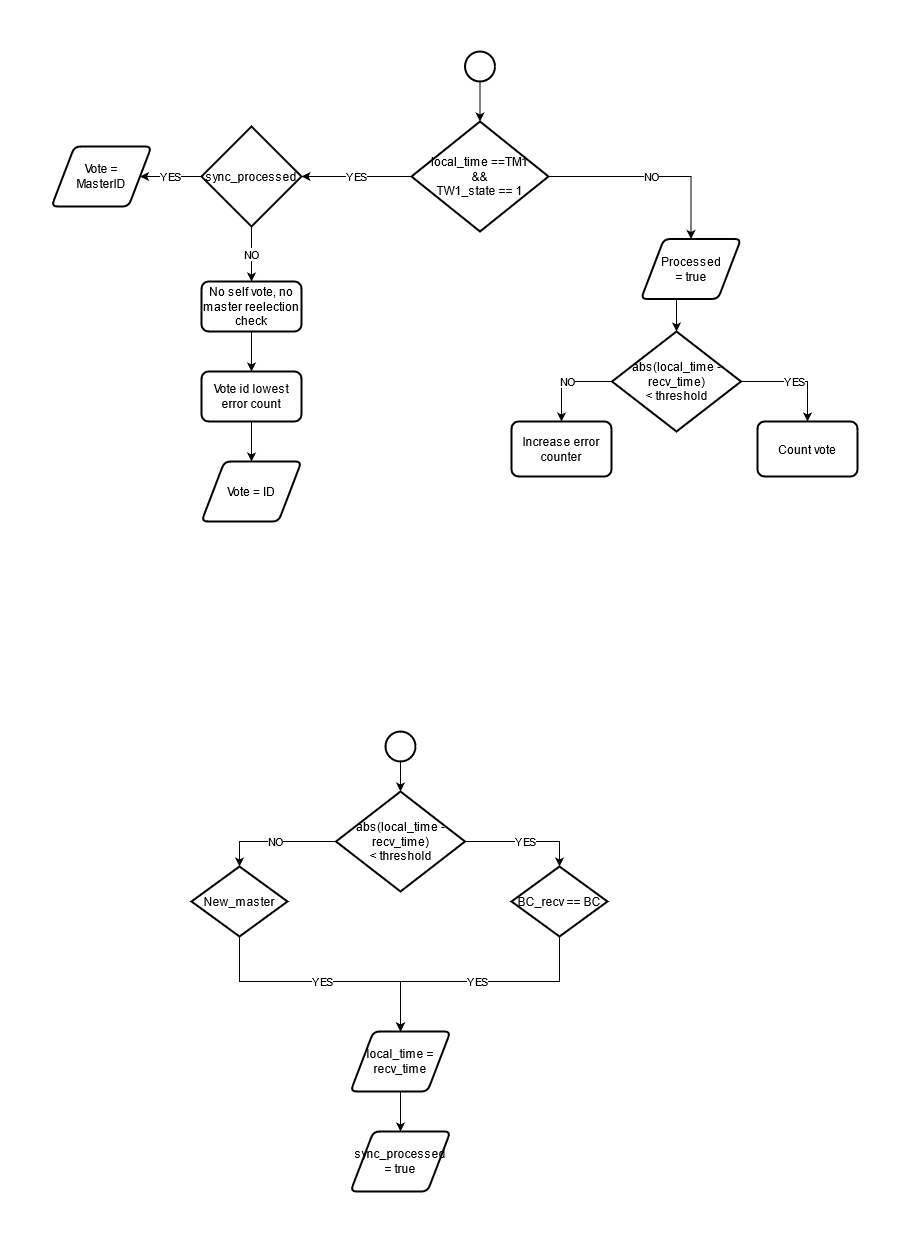 local_time ==TM1
&&
TW1_state == 1
YES
NO
sync_processed
YES
Vote =
MasterID
NO
No self vote, no
master reelection
check
Vote id lowest
error count
Vote = ID
Processed
= true
abs(local_time -
recv_time)
< threshold
NO
YES
Increase error
counter
Count vote
abs(local_time -
recv_time)
< threshold
NO
YES
New_master
BC_recv == BC
YES
YES
local_time =
recv_time
sync_processed
= true